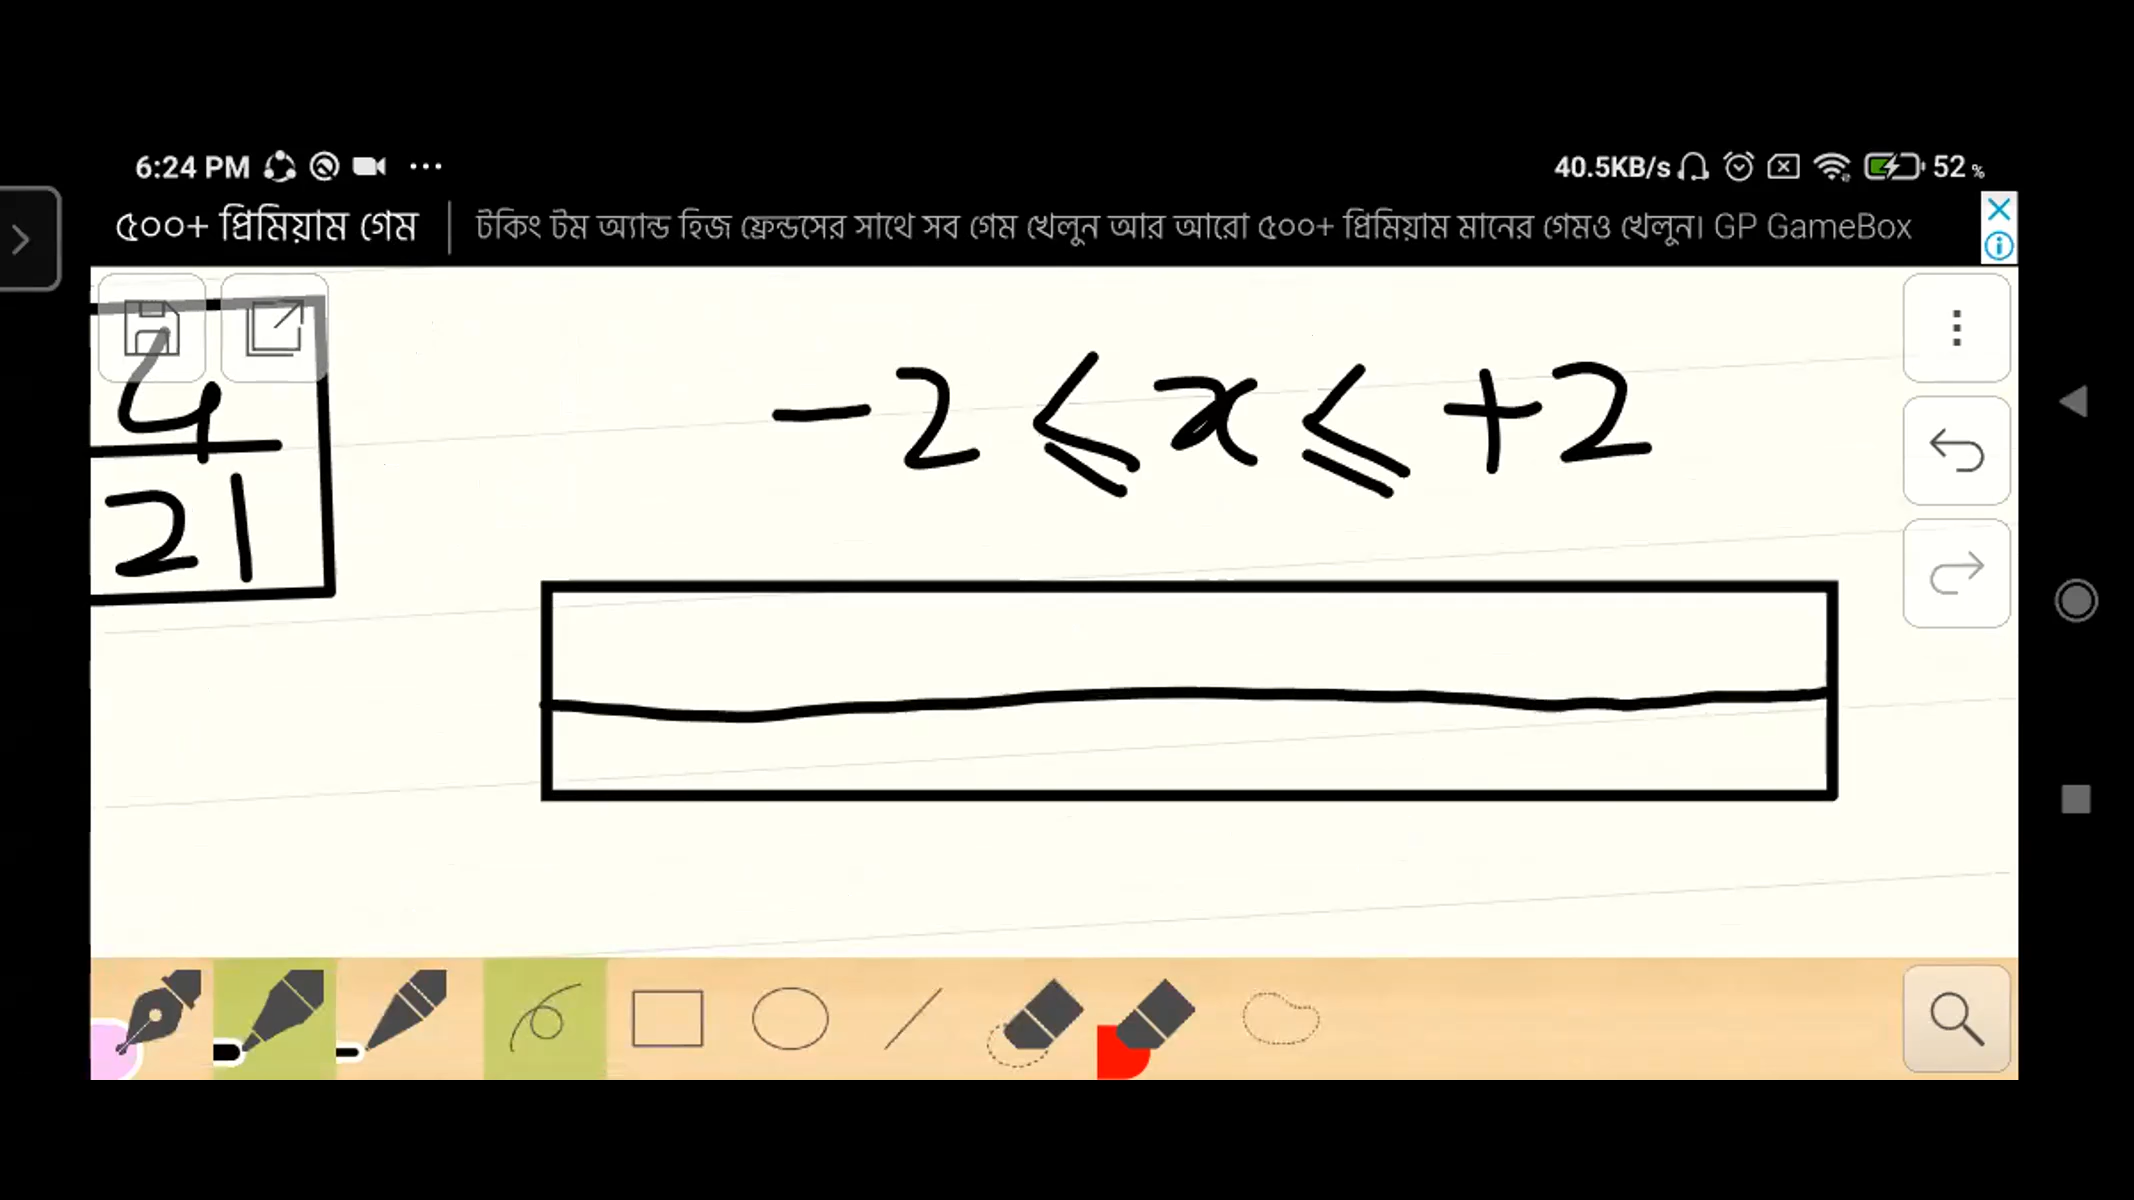 6:24 PM ... 40.5KB/s 52 %
৫০০+ প্রিমিয়াম গেম | টকিং টম অ্যান্ড হিজ ফ্রেন্ডসের সাথে সব গেম খেলুন আর আরো ৫০০+ প্রিমিয়াম মানের গেমও খেলুন। GP GameBox
4
21
-2 ≤ x ≤ +2